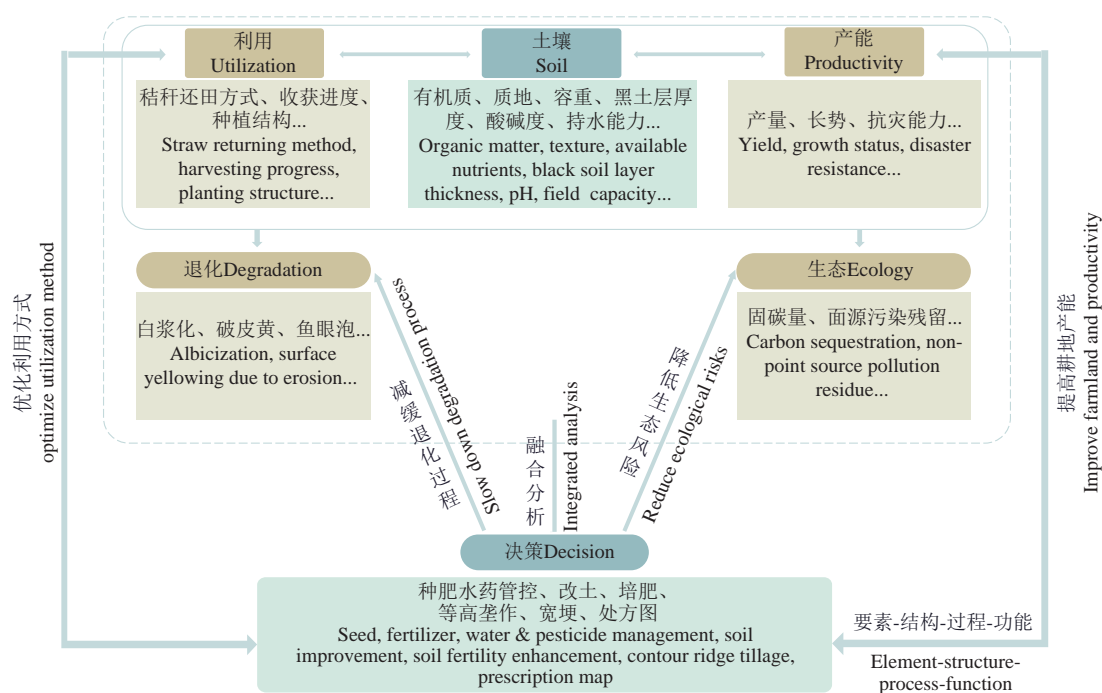 利用
Utilization
土壤
Soil
产能
Productivity
秸秆还田方式、收获进度、
种植结构...
Straw returning method,
harvesting progress,
planting structure...
有机质、质地、容重、黑土层厚
度、酸碱度、持水能力...
Organic matter, texture, available
nutrients, black soil layer
thickness, pH, field capacity...
产量、长势、抗灾能力...
Yield, growth status, disaster
resistance...
退化Degradation
生态Ecology
白浆化、破皮黄、鱼眼泡...
Albicization, surface
yellowing due to erosion...
固碳量、面源污染残留...
Carbon sequestration, non-
point source pollution
residue...
优化利用方式
optimize utilization method
减缓退化过程
Slow down degradation process
融合分析
Integrated analysis
降低生态风险
Reduce ecological risks
提高耕地产能
Improve farmland and productivity
决策Decision
种肥水药管控、改土、培肥、
等高垄作、宽埂、处方图
Seed, fertilizer, water & pesticide management, soil
improvement, soil fertility enhancement, contour ridge tillage,
prescription map
要素-结构-过程-功能
Element-structure-
process-function